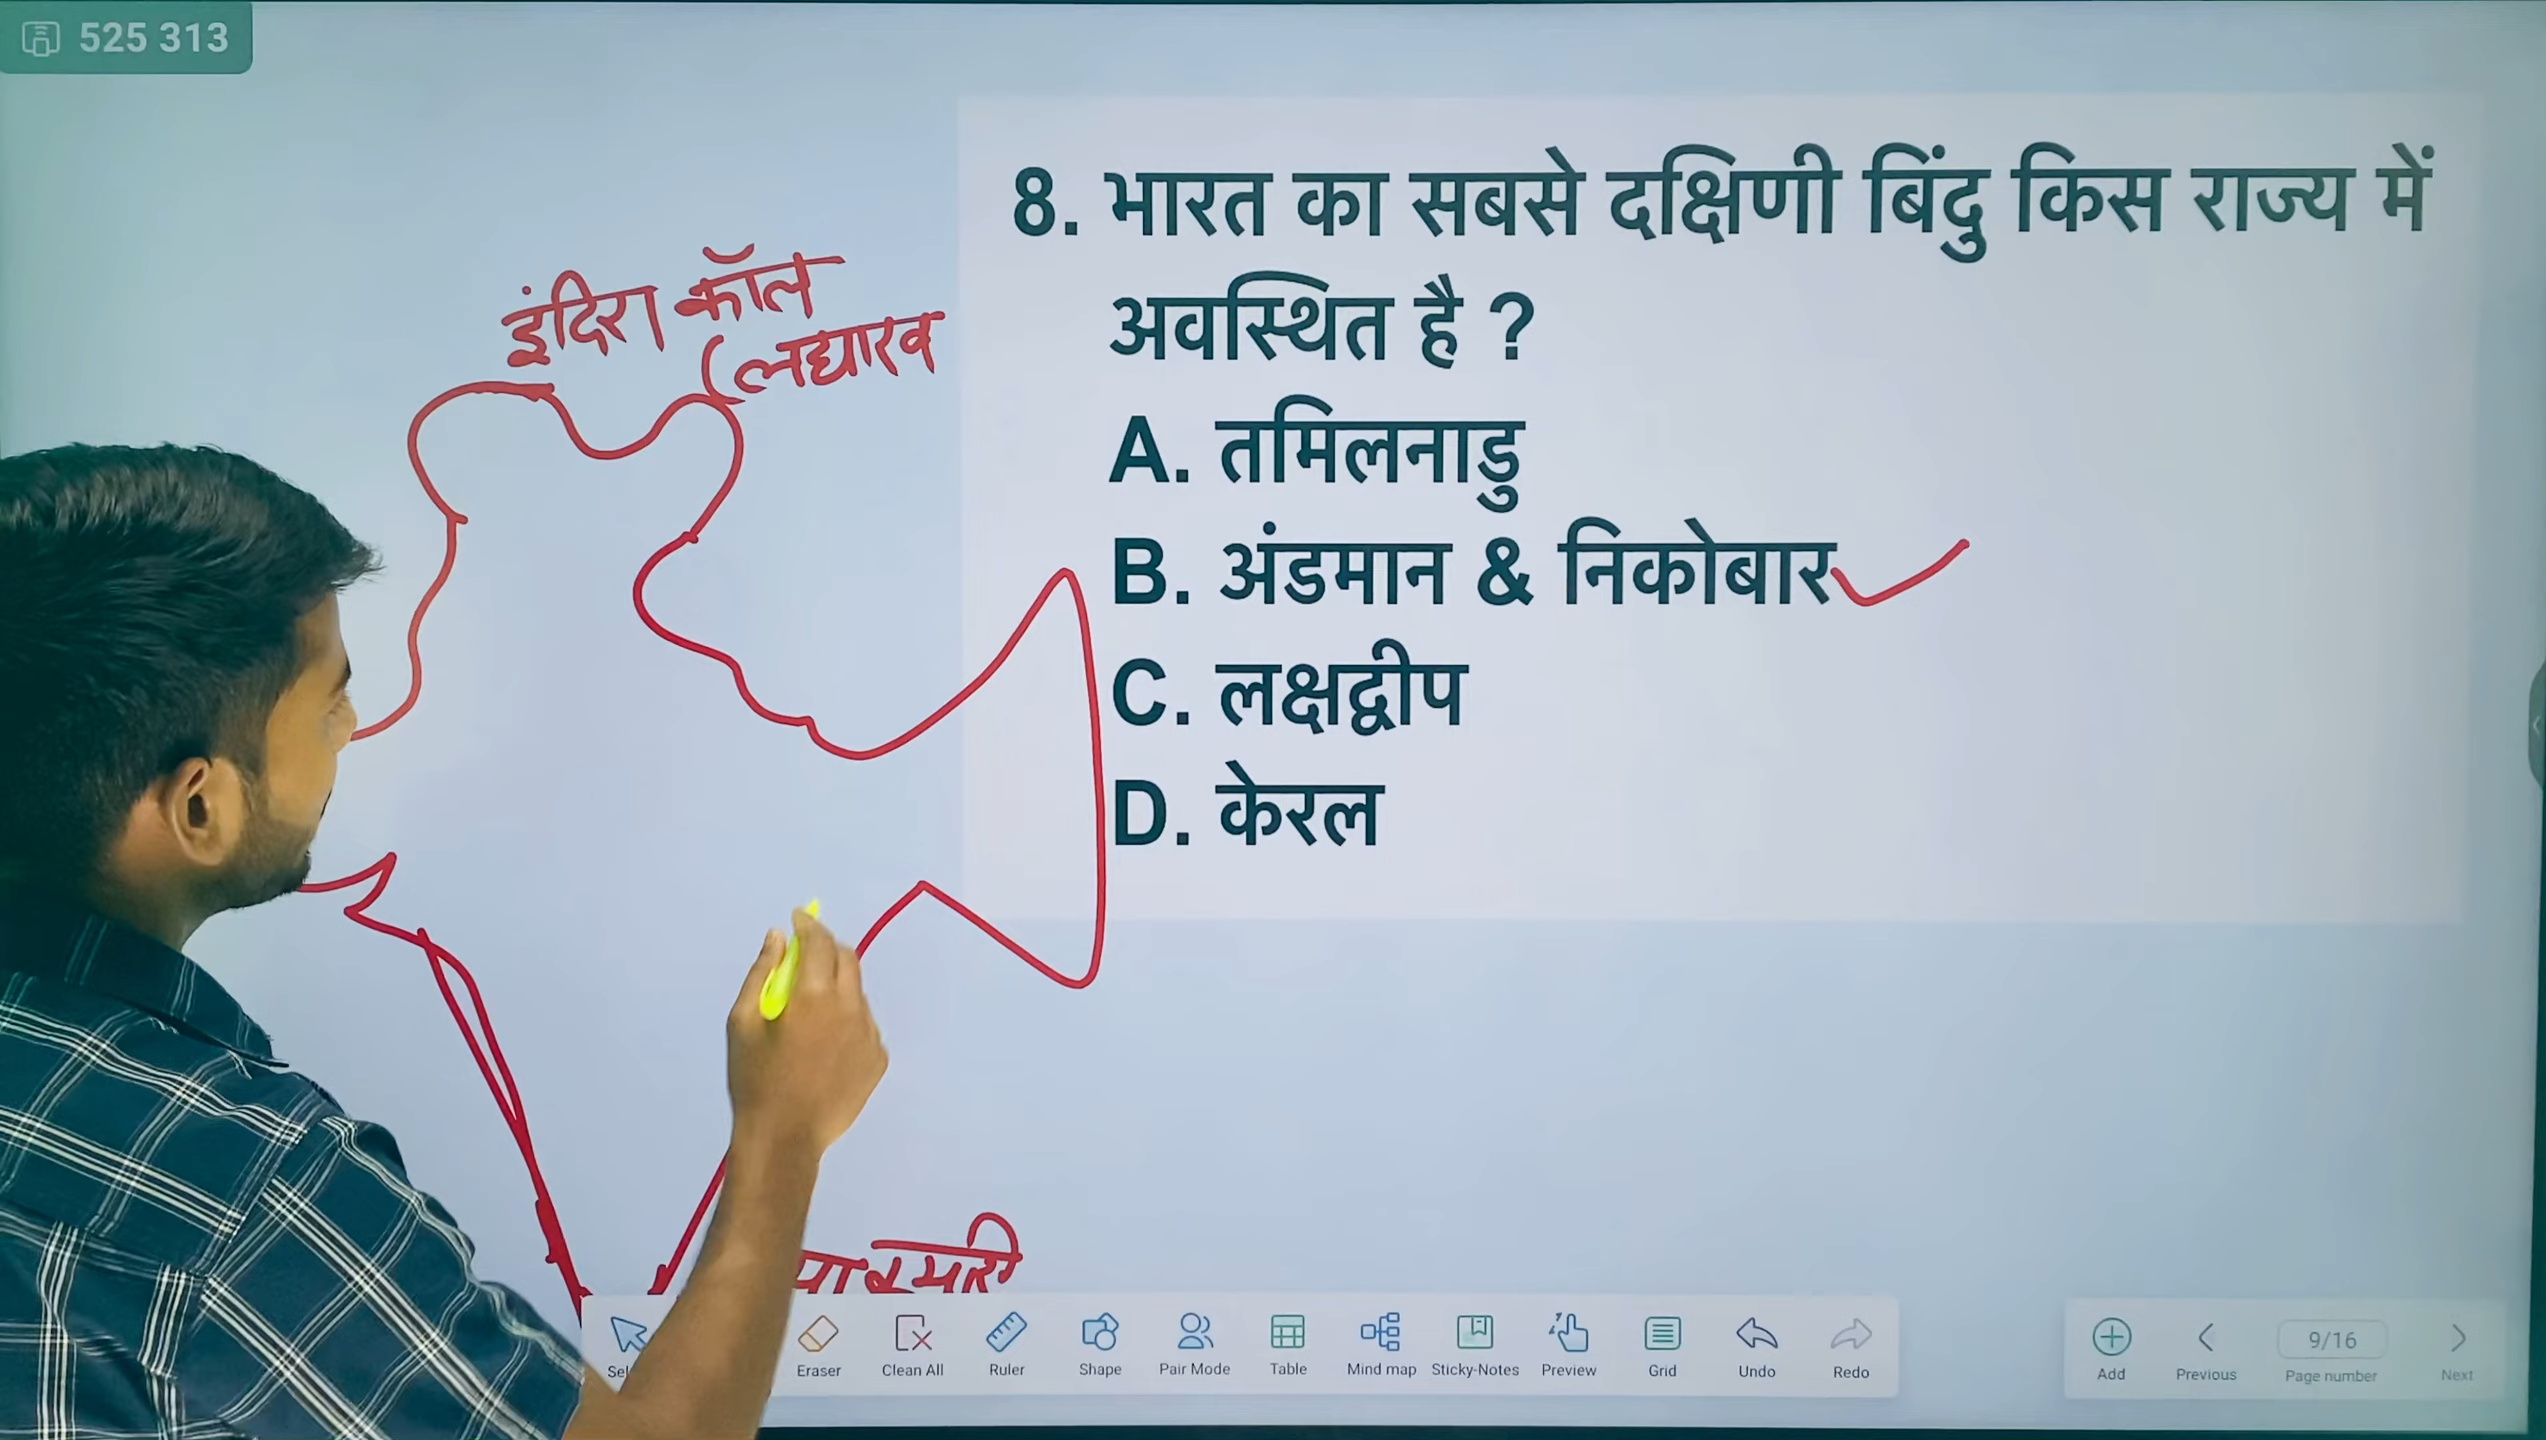 525 313
8. भारत का सबसे दक्षिणी बिंदु किस राज्य में
अवस्थित है ?
A. तमिलनाडु
B. अंडमान & निकोबार
C. लक्षद्वीप
D. केरल
इंदिरा कॉल
(लद्दाख
Eraser
Clean All
Ruler
Shape
Pair Mode
Table
Mind map
Sticky-Notes
Preview
Grid
Undo
Redo
Add
Previous
9/16
Page number
Next